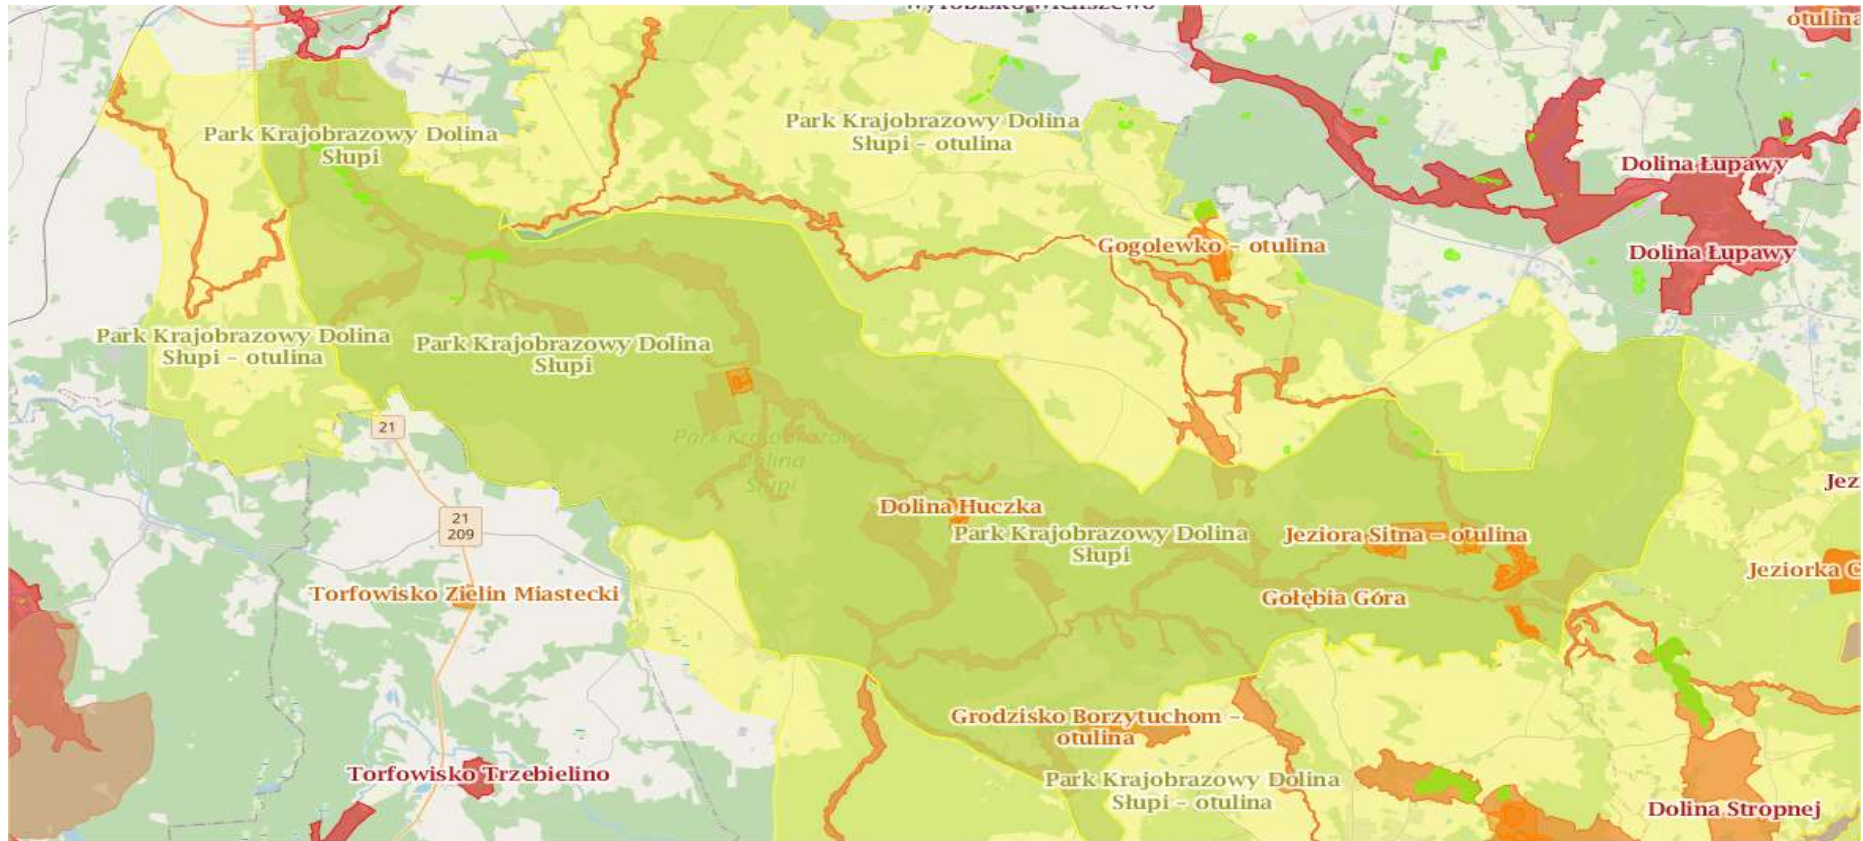 otulina
Park Krajobrazowy Dolina
Słupi
Park Krajobrazowy Dolina
Słupi – otulina
Dolina Łupawy
Gogolewko – otulina
Dolina Łupawy
Park Krajobrazowy Dolina
Słupi – otulina
Park Krajobrazowy Dolina
Słupi
21
Park Krajobrazowy
Dolina
Słupi
Jez
Dolina Huczka
21
209
Park Krajobrazowy Dolina
Słupi
Jeziora Sitna – otulina
Jeziorka C
Torfowisko Zielin Miastecki
Gołębia Góra
Grodzisko Borzytuchom –
otulina
Torfowisko Trzebielino
Park Krajobrazowy Dolina
Słupi – otulina
Dolina Stropnej